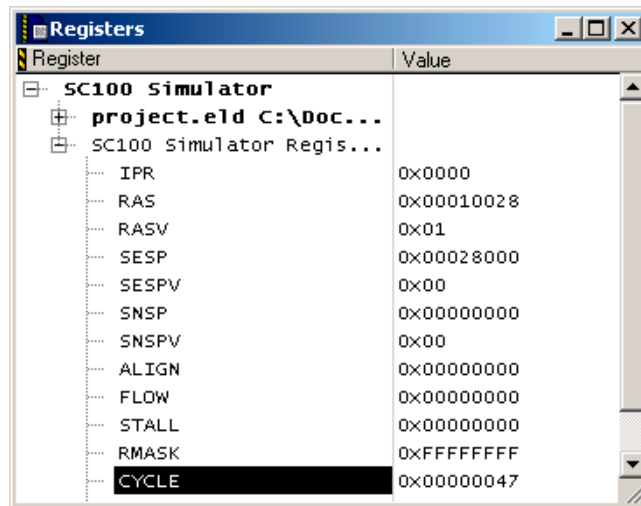 Registers
Register Value
SC100 Simulator
project.eld C:\Doc...
SC100 Simulator Regis...
IPR 0x0000
RAS 0x00010028
RASV 0x01
SESP 0x00028000
SESPV 0x00
SNSP 0x00000000
SNSPV 0x00
ALIGN 0x00000000
FLOW 0x00000000
STALL 0x00000000
RMASK 0xFFFFFFFF
CYCLE 0x00000047